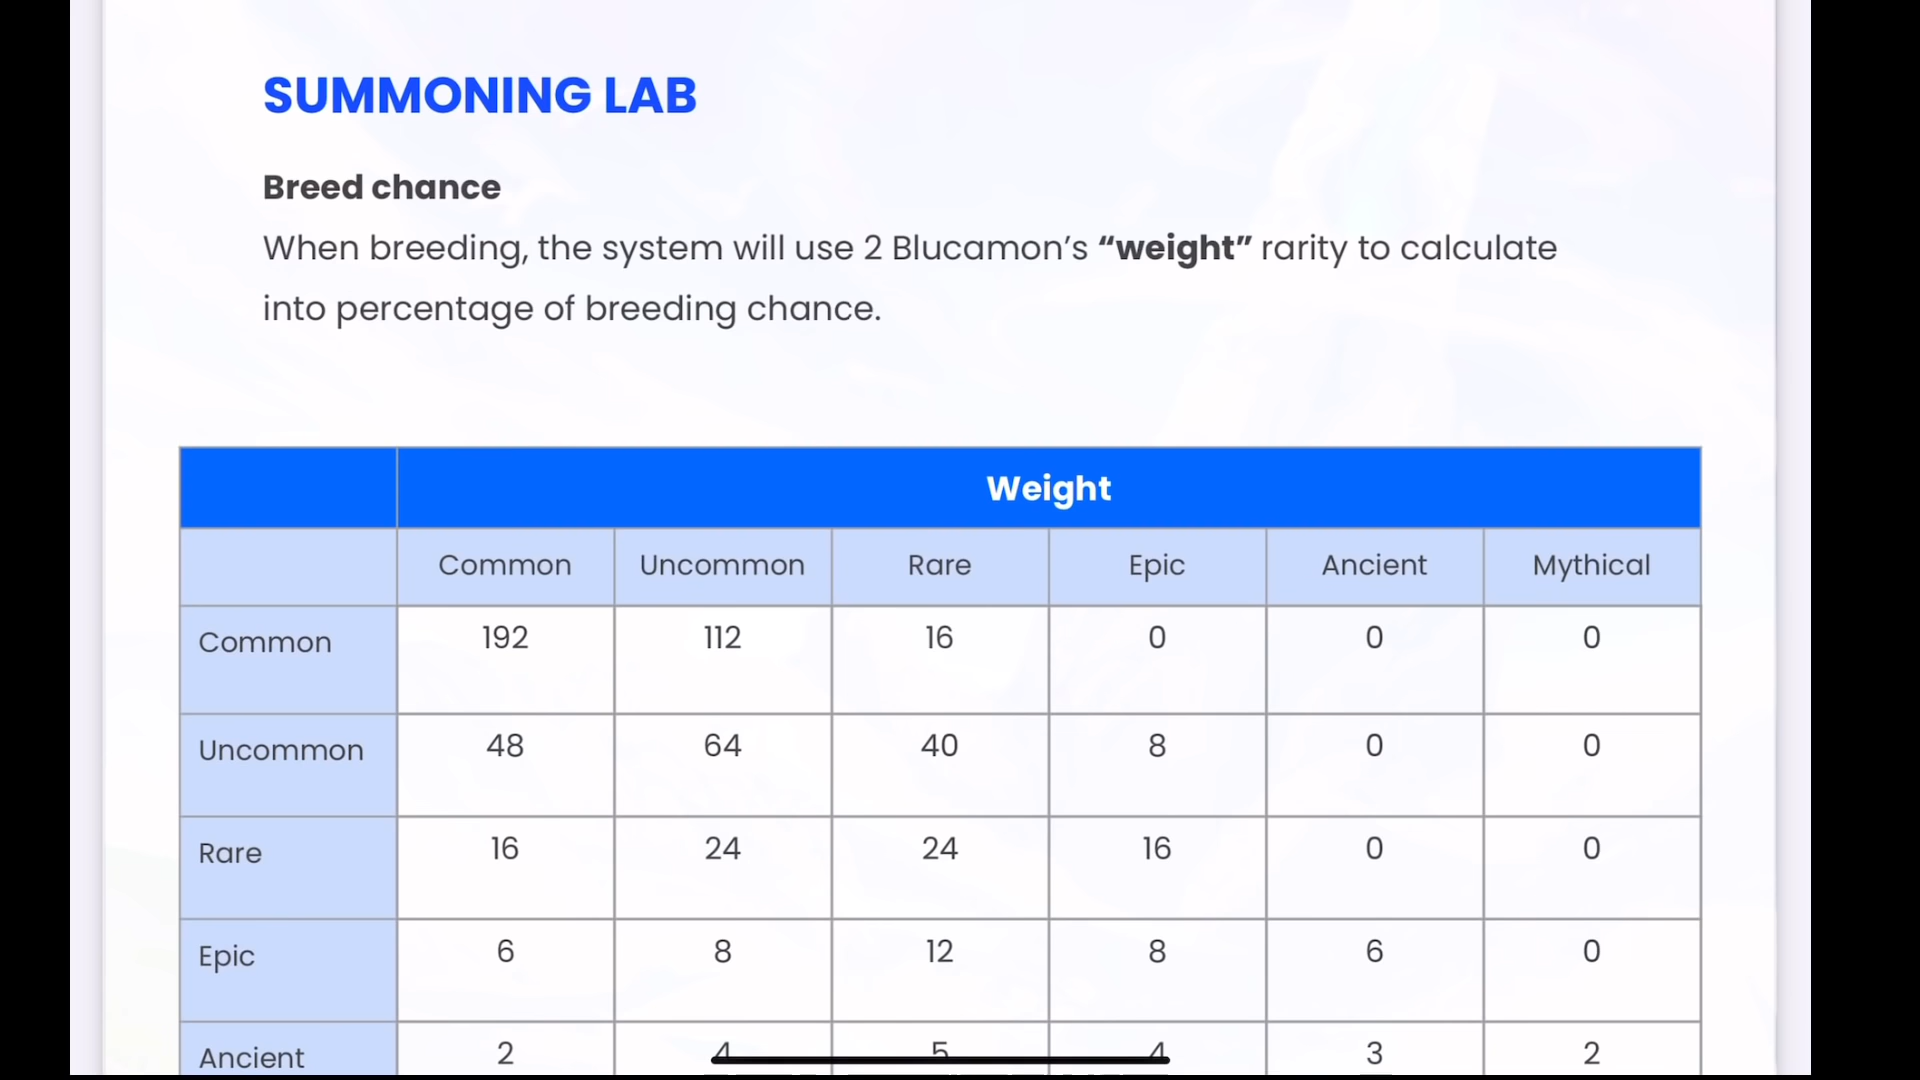 SUMMONING LAB
Breed chance
When breeding, the system will use 2 Blucamon’s “weight” rarity to calculate
into percentage of breeding chance.
Weight
Common Uncommon Rare Epic Ancient Mythical
Common 192 112 16 0 0 0
Uncommon 48 64 40 8 0 0
Rare 16 24 24 16 0 0
Epic 6 8 12 8 6 0
Ancient 2 4 5 4 3 2